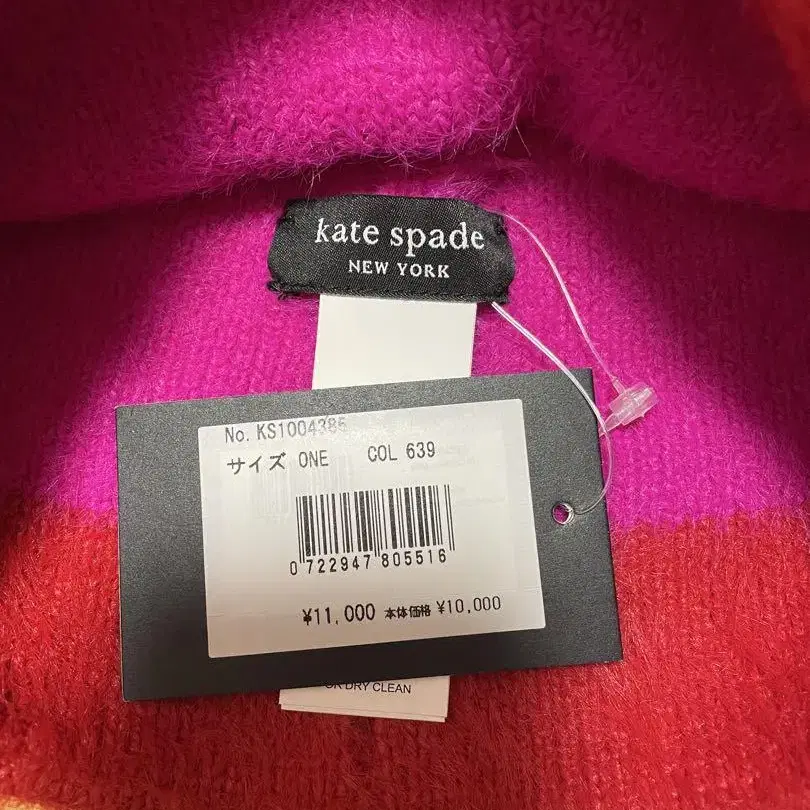 kate spade
NEW YORK
No. KS1004385
サイズ ONE COL 639
0 722947 805516
¥11,000 本体価格 ¥10,000
OR DRY CLEAN